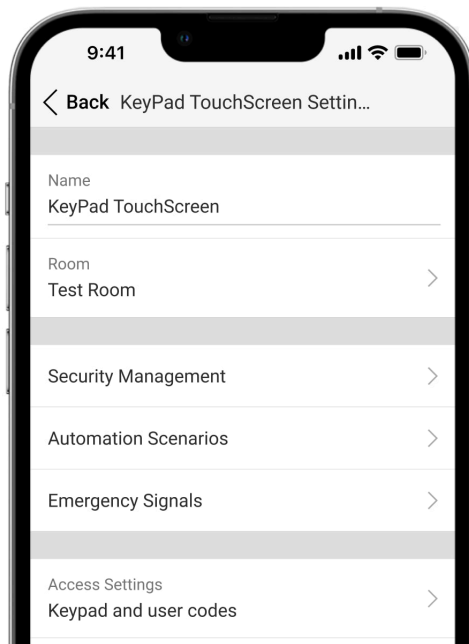 9:41
Back KeyPad TouchScreen Settin...
Name
KeyPad TouchScreen
Room
Test Room
Security Management
Automation Scenarios
Emergency Signals
Access Settings
Keypad and user codes